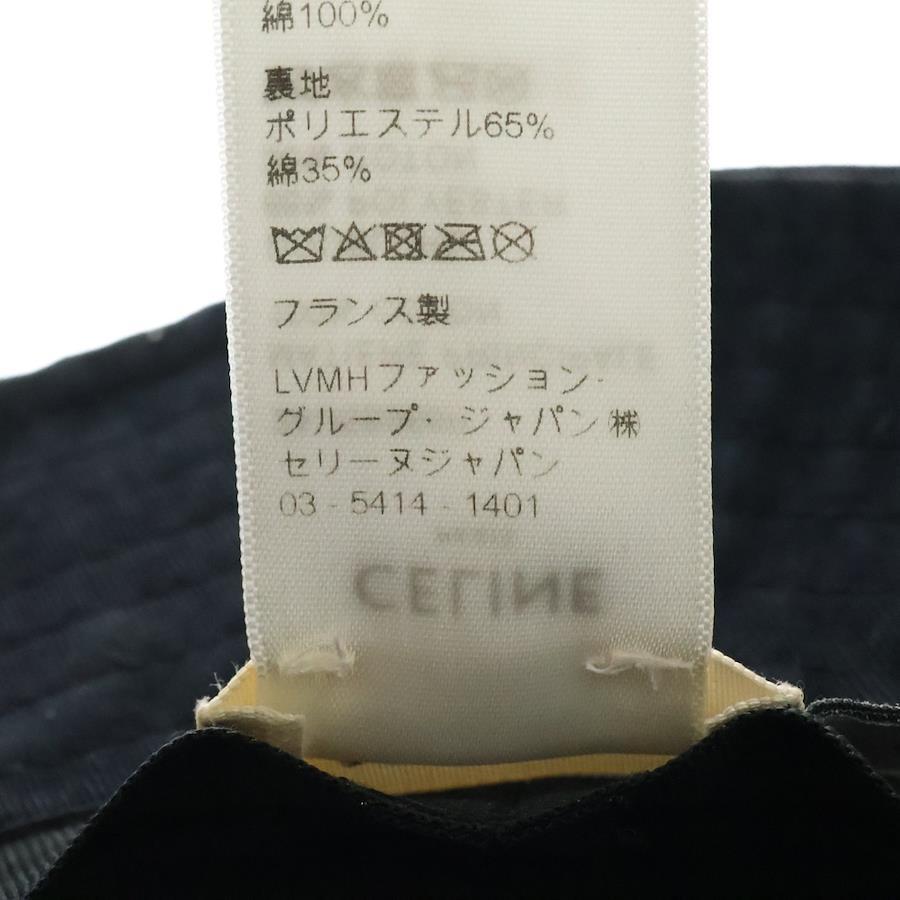 綿100%
裏地
ポリエステル65%
綿35%
フランス製
LVMHファッション・
グループ・ジャパン㈱
セリーヌジャパン
03 - 5414 - 1401
CELINE